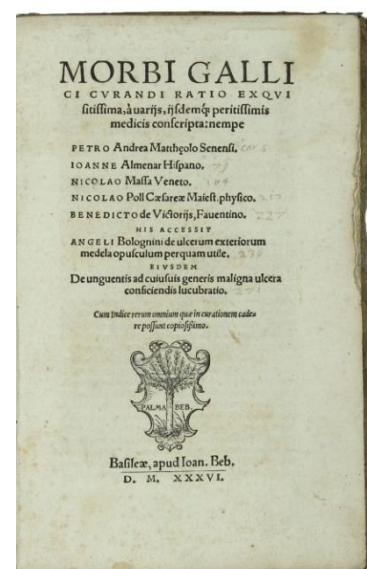 MORBI GALLI
CI CVRANDI RATIO EXQVI
sitissima, à uarijs, ijsdemq́; peritissimis
medicis conscripta: nempe
PETRO Andrea Mattheolo Senensi.
IOANNE Almenar Hispano.
NICOLAO Massa Veneto.
NICOLAO Poll Cæsareæ Maiest. physico.
BENEDICTO de Victorijs, Fauentino.
HIS ACCESSIT
ANGELI Bolognini de ulcerum exteriorum
medela opusculum perquam utile.
EIVSDEM
De unguentis ad cuiusuis generis maligna ulcera
conficiendis lucubratio.
Cum Indice rerum omnium quæ in curationem cade-
re possunt copiosissimo.
PALMA BEB.
Basileæ, apud Ioan. Beb.
D. M. XXXVI.